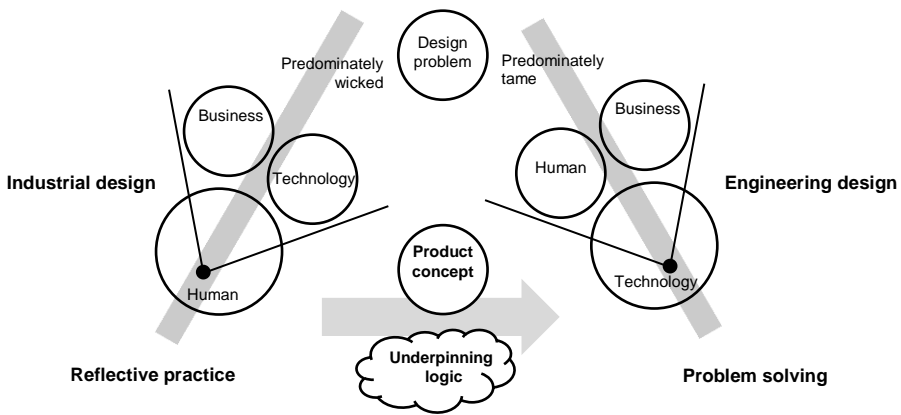 Design
problem
Predominately
wicked
Predominately
tame
Business
Technology
Human
Industrial design
Business
Human
Technology
Engineering design
Product
concept
Underpinning
logic
Reflective practice
Problem solving